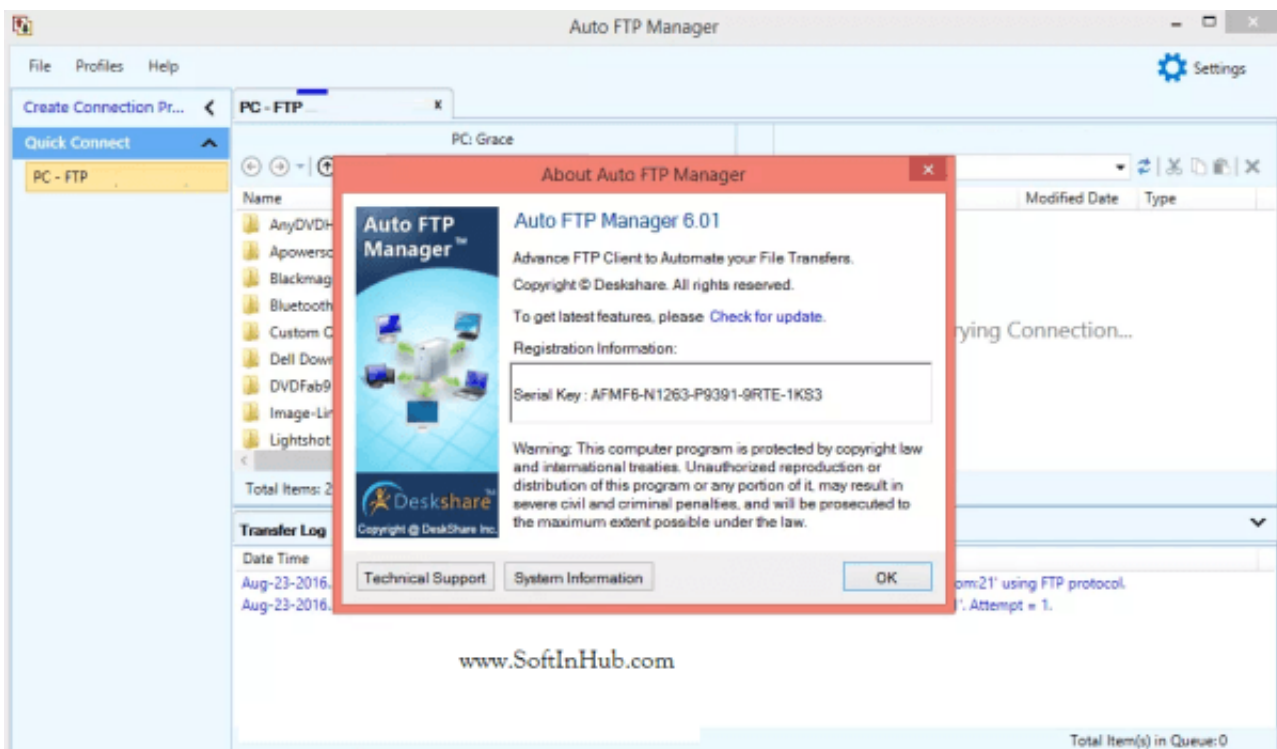 Auto FTP Manager
File Profiles Help
Settings
Create Connection Pr...
PC - FTP
x
Quick Connect
PC: Grace
PC - FTP
About Auto FTP Manager
Name
Modified Date
Type
AnyDVDH
Apowerso
Blackmag
Bluetooth
Custom C
Dell Down
DVDFab9
Image-Lin
Lightshot
Auto FTP
Manager™
Auto FTP Manager 6.01
Advance FTP Client to Automate your File Transfers.
Copyright © Deskshare. All rights reserved.
To get latest features, please Check for update.
rying Connection...
Registration Information:
Serial Key : AFMF6-N1263-P9391-9RTE-1KS3
Warning: This computer program is protected by copyright law
and international treaties. Unauthorized reproduction or
distribution of this program or any portion of it, may result in
severe civil and criminal penalties, and will be prosecuted to
the maximum extent possible under the law.
Deskshare™
Copyright @ DeskShare Inc.
Total Items: 2
Technical Support
System Information
OK
Transfer Log
Date Time
Aug-23-2016.
om:21' using FTP protocol.
Aug-23-2016.
'. Attempt = 1.
www.SoftInHub.com
Total Item(s) in Queue:0